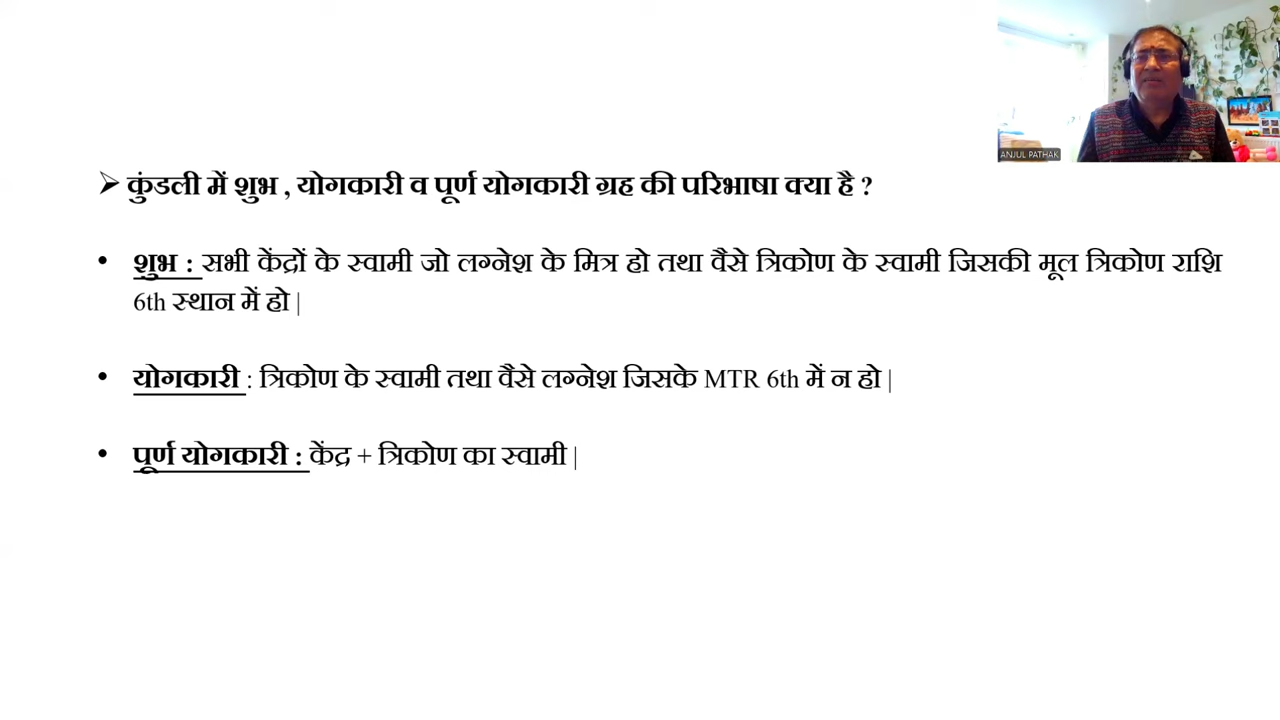 ANJUL PATHAK
➢ कुंडली में शुभ , योगकारी व पूर्ण योगकारी ग्रह की परिभाषा क्या है ?
• शुभ : सभी केंद्रों के स्वामी जो लग्नेश के मित्र हो तथा वैसे त्रिकोण के स्वामी जिसकी मूल त्रिकोण राशि
6th स्थान में हो |
• योगकारी : त्रिकोण के स्वामी तथा वैसे लग्नेश जिसके MTR 6th में न हो |
• पूर्ण योगकारी : केंद्र + त्रिकोण का स्वामी |